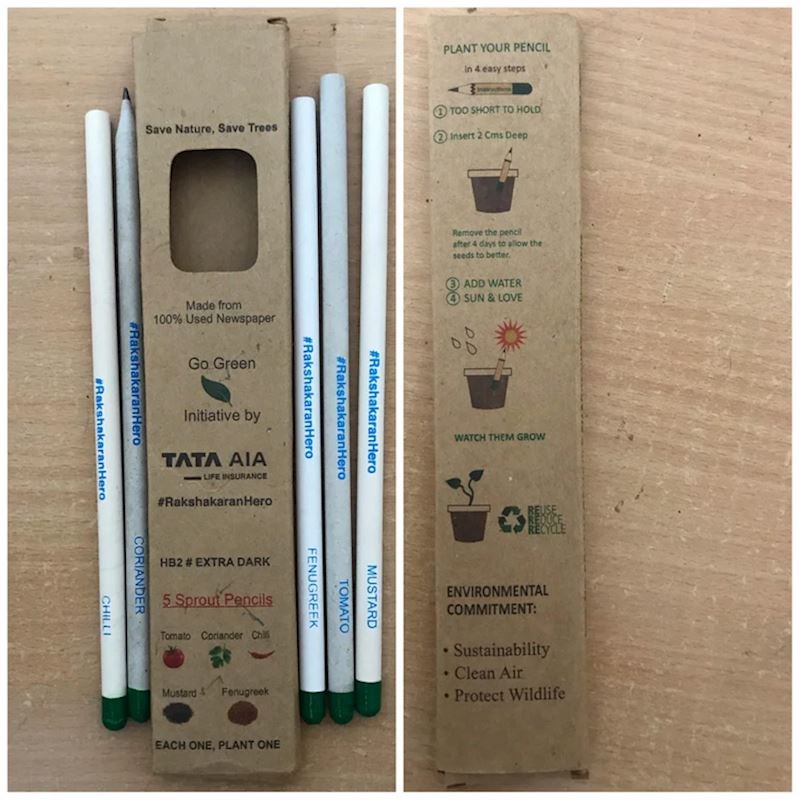 #RakshakaranHero
CHILLI
#RakshakaranHero
CORIANDER
Save Nature, Save Trees
Made from
100% Used Newspaper
Go Green
Initiative by
TATA AIA
LIFE INSURANCE
#RakshakaranHero
HB2 # EXTRA DARK
5 Sprout Pencils
Tomato Coriander Chilli
Mustard Fenugreek
EACH ONE, PLANT ONE
#RakshakaranHero
FENUGREEK
#RakshakaranHero
TOMATO
#RakshakaranHero
MUSTARD
PLANT YOUR PENCIL
in 4 easy steps
Instructions
1 TOO SHORT TO HOLD
2 Insert 2 Cms Deep
Remove the pencil
after 4 days to allow the
seeds to better.
3 ADD WATER
4 SUN & LOVE
WATCH THEM GROW
REUSE
REDUCE
RECYCLE
ENVIRONMENTAL
COMMITMENT:
• Sustainability
• Clean Air
• Protect Wildlife